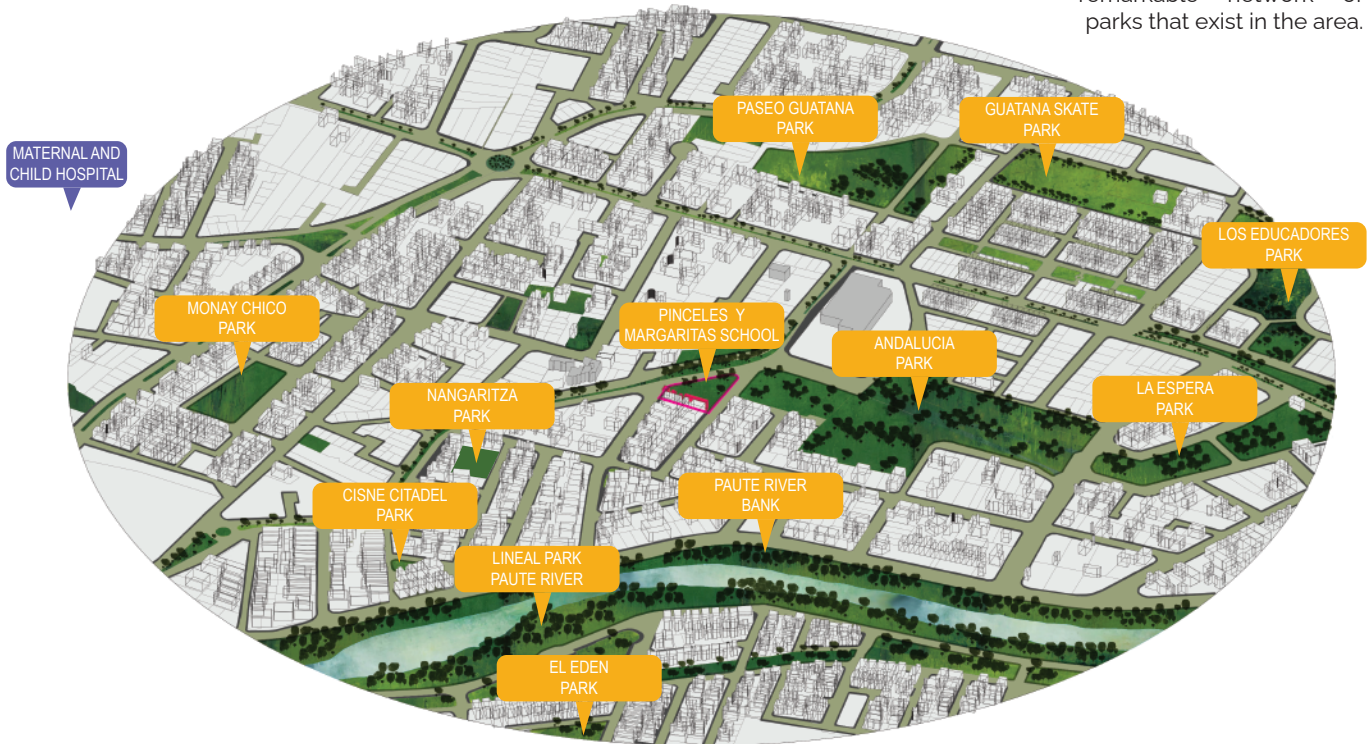 parks that exist in the area.
PASEO GUATANA
PARK
GUATANA SKATE
PARK
MATERNAL AND
CHILD HOSPITAL
LOS EDUCADORES
PARK
MONAY CHICO
PARK
PINCELES Y
MARGARITAS SCHOOL
ANDALUCIA
PARK
NANGARITZA
PARK
LA ESPERA
PARK
CISNE CITADEL
PARK
PAUTE RIVER
BANK
LINEAL PARK
PAUTE RIVER
EL EDEN
PARK